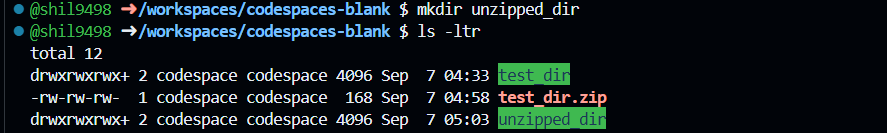 @shil9498 ➜/workspaces/codespaces-blank $ mkdir unzipped_dir
@shil9498 ➜/workspaces/codespaces-blank $ ls -ltr
total 12
drwxrwxrwx+ 2 codespace codespace 4096 Sep  7 04:33 test_dir
-rw-rw-rw-  1 codespace codespace  168 Sep  7 04:58 test_dir.zip
drwxrwxrwx+ 2 codespace codespace 4096 Sep  7 05:03 unzipped_dir